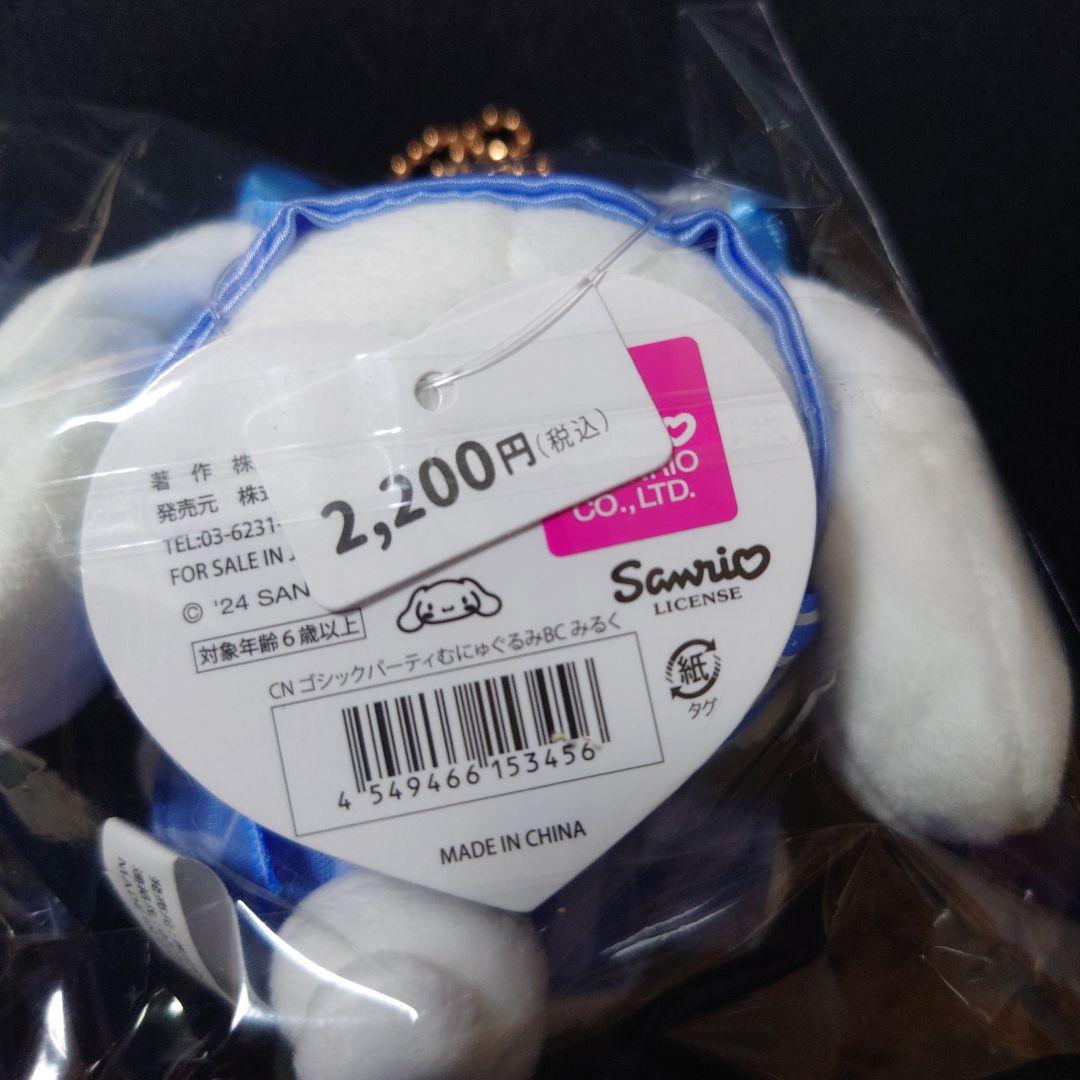 2,200円(税込)
著 作 株
発売元 株式
TEL:03-6231-
FOR SALE IN J
© '24 SAN
対象年齢6歳以上
CO., LTD.
Sanrio
LICENSE
CN ゴシックパーティむにゅぐるみBC みるく
紙
タグ
4 549466 153456
MADE IN CHINA